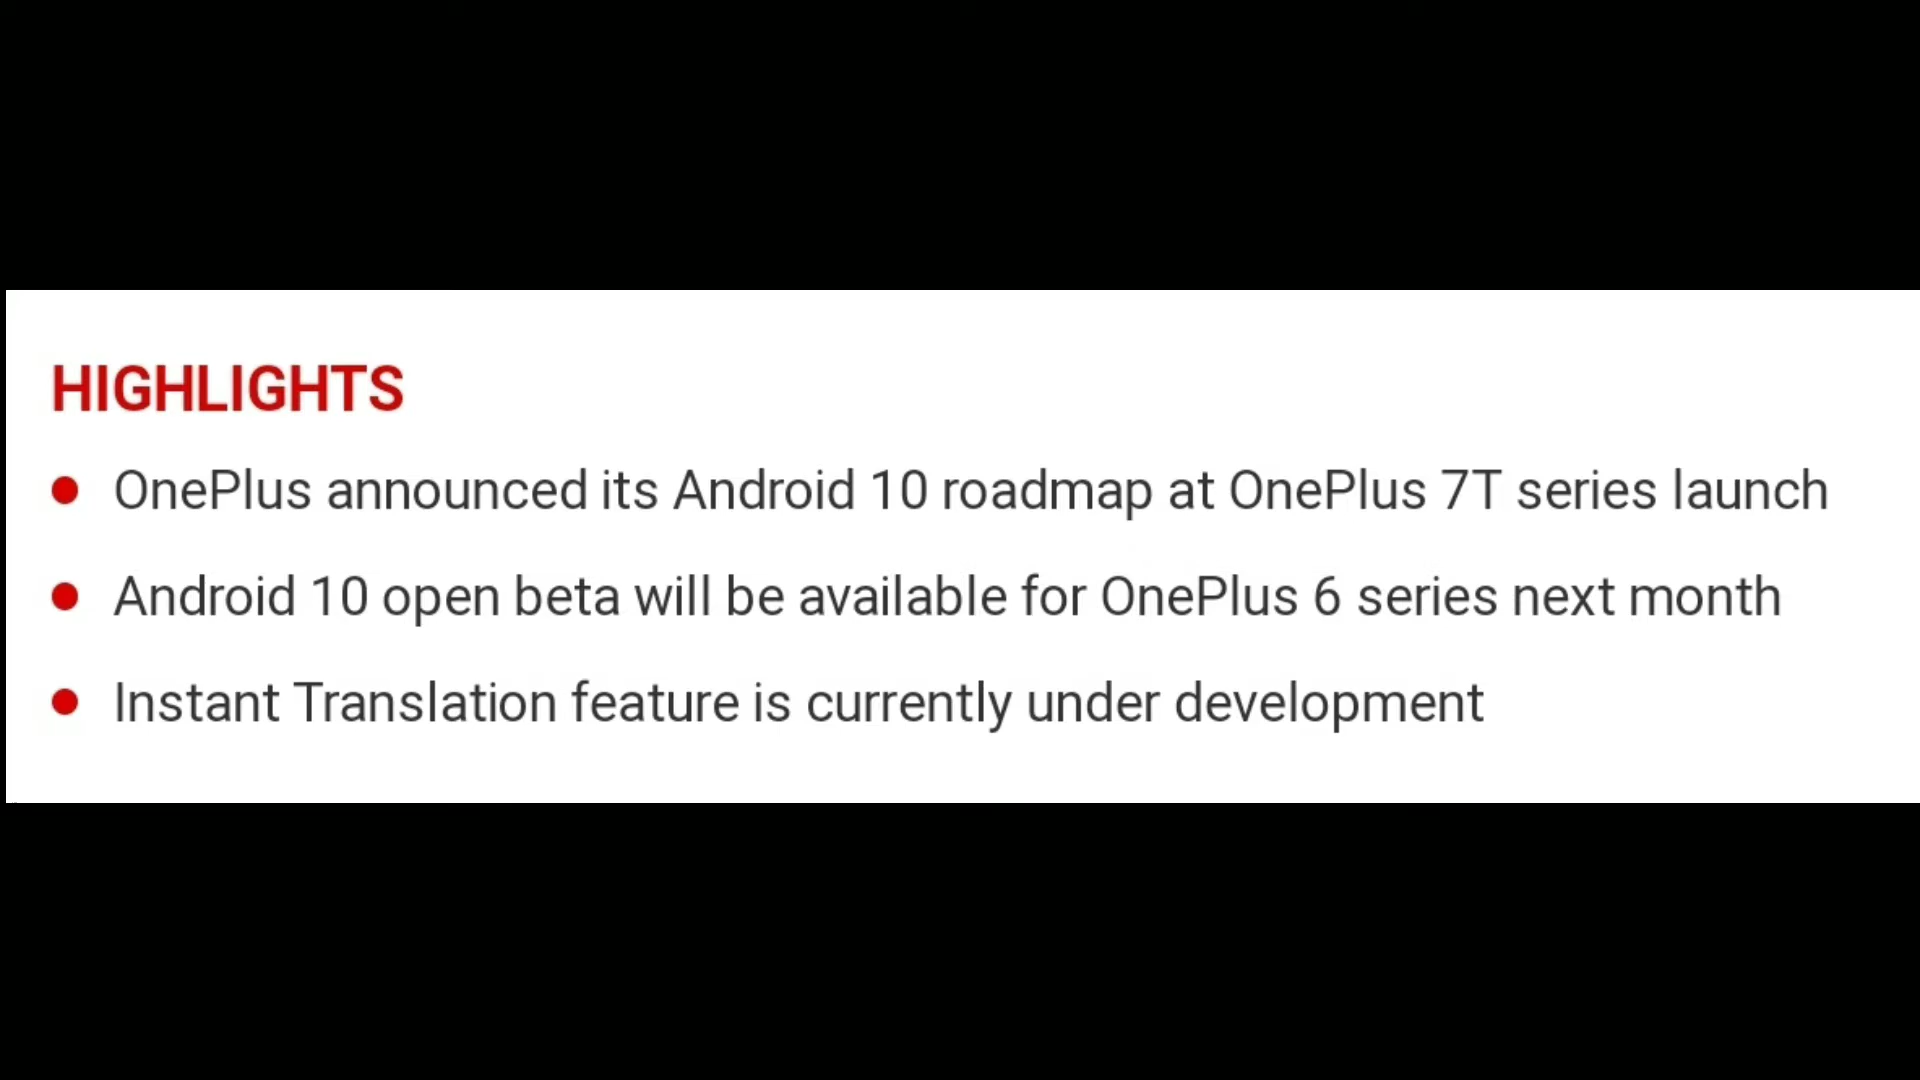 HIGHLIGHTS
OnePlus announced its Android 10 roadmap at OnePlus 7T series launch
Android 10 open beta will be available for OnePlus 6 series next month
Instant Translation feature is currently under development